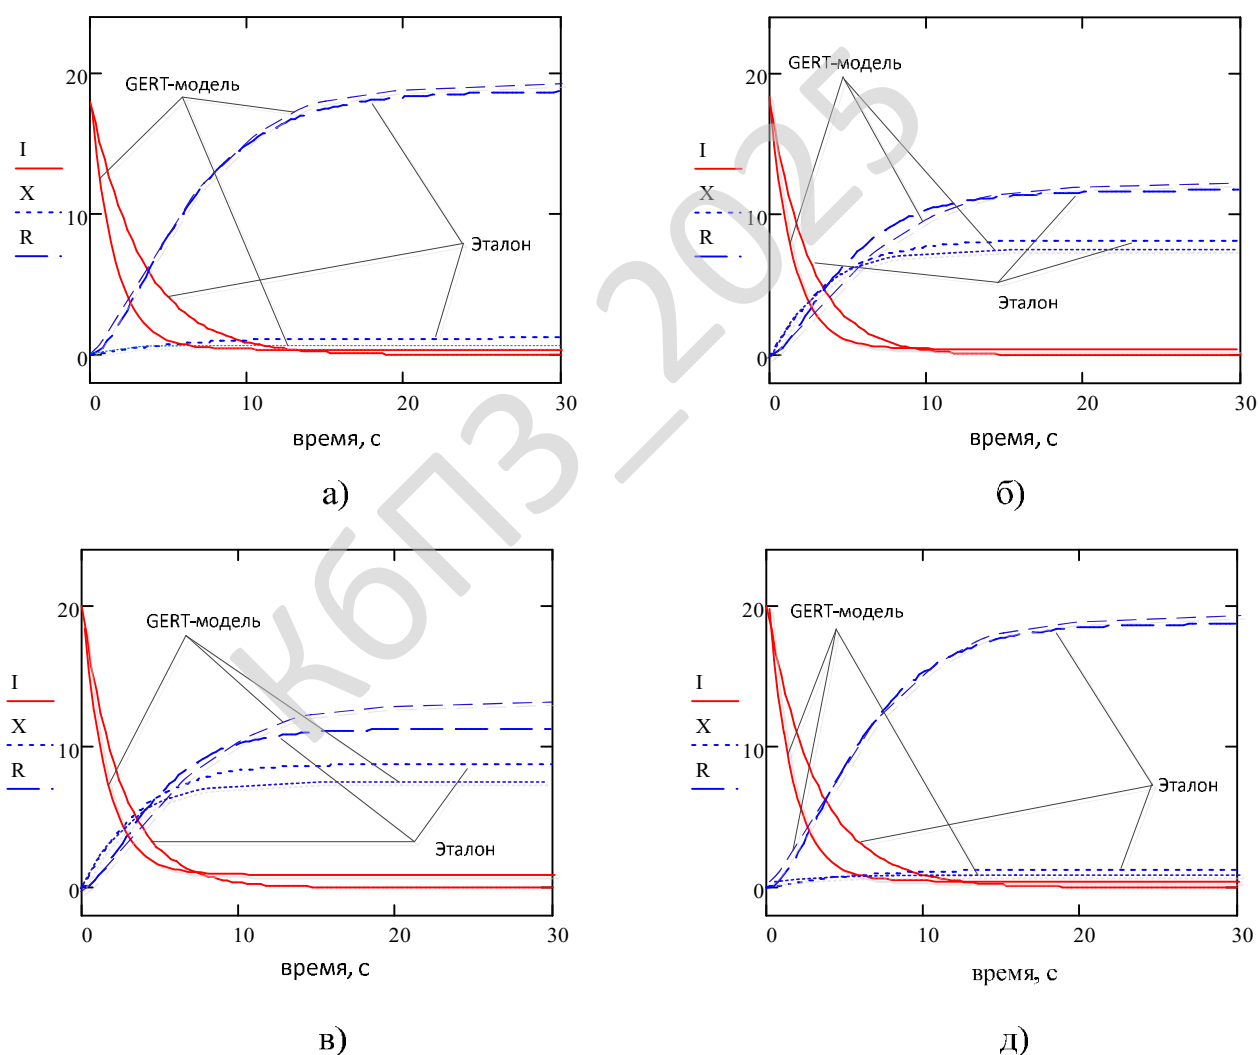 20
10
0
0
10
20
30
I
X
R
GERT-модель
Эталон
время, с
а)
20
10
0
0
10
20
30
I
X
R
GERT-модель
Эталон
время, с
б)
20
10
0
0
10
20
30
I
X
R
GERT-модель
Эталон
время, с
в)
20
10
0
0
10
20
30
I
X
R
GERT-модель
Эталон
время, с
д)
КбПЗ_2025